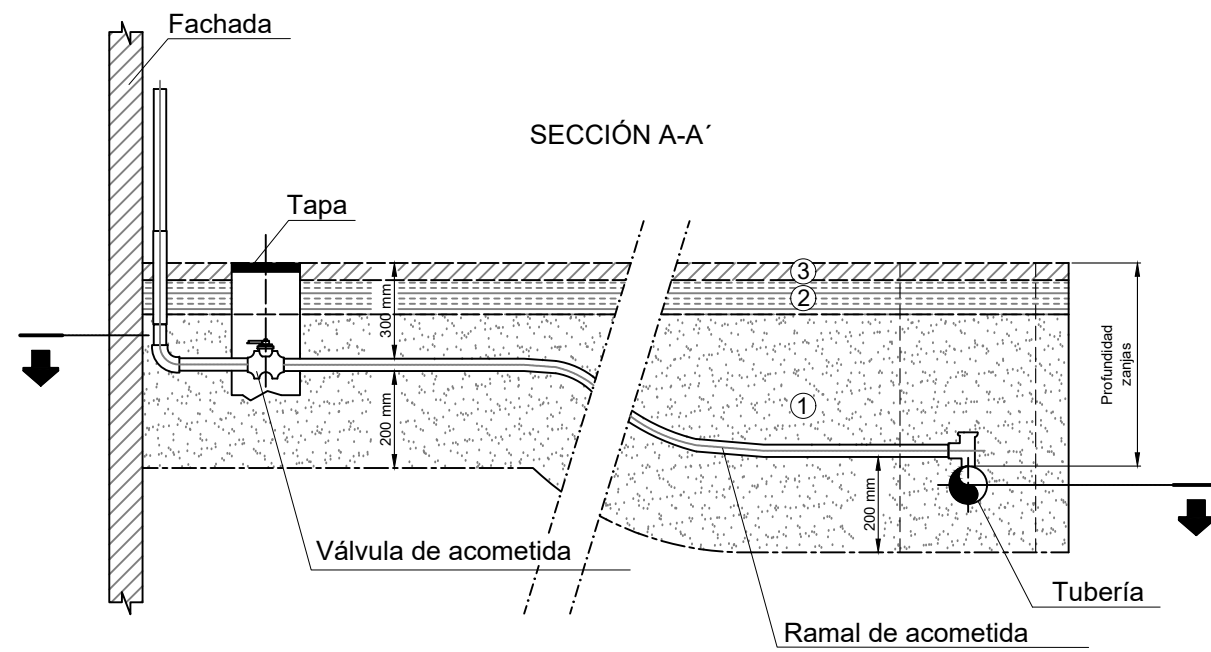 Fachada
SECCIÓN A-A´
Tapa
3
2
300 mm
Profundidad
zanjas
1
200 mm
200 mm
Válvula de acometida
Tubería
Ramal de acometida